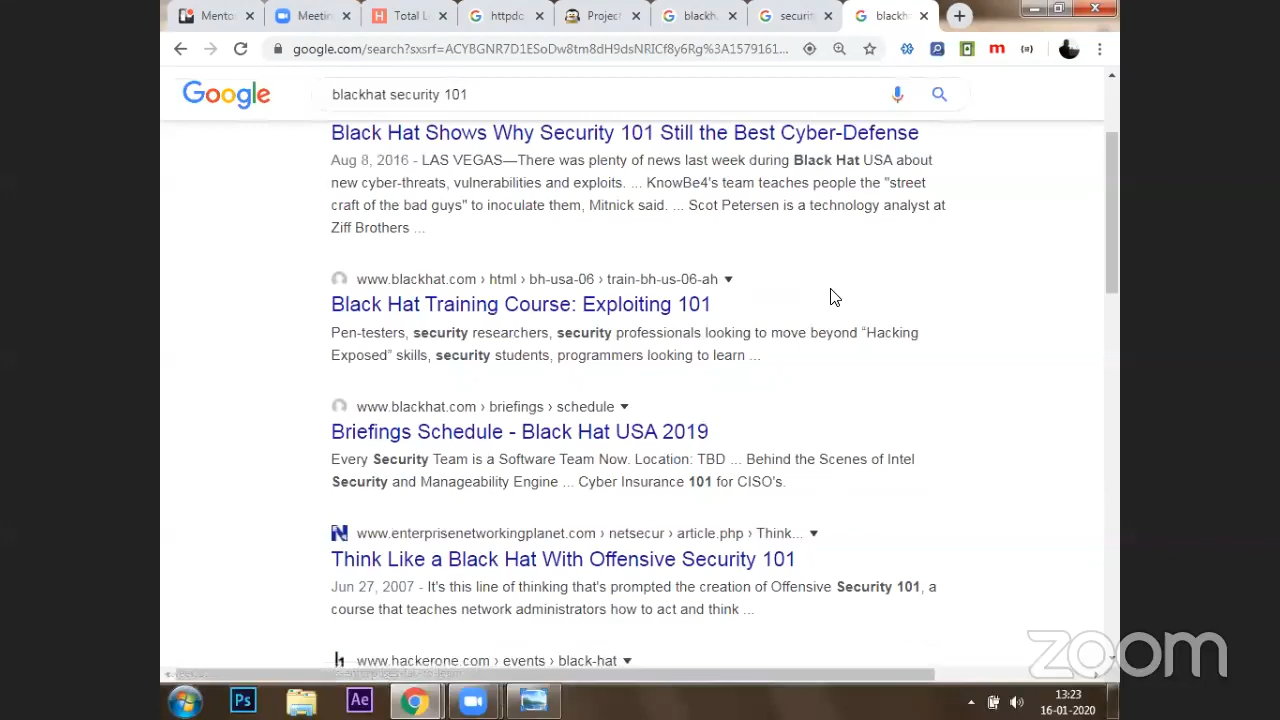 Mento
Meetin
Total L
httpdo
Project
blackh
securit
blackh
google.com/search?sxsrf=ACYBGNR7D1ESoDw8tm8dH9dsNRICf8y6Rg%3A1579161...
Google
blackhat security 101
Black Hat Shows Why Security 101 Still the Best Cyber-Defense
Aug 8, 2016 - LAS VEGAS—There was plenty of news last week during Black Hat USA about
new cyber-threats, vulnerabilities and exploits. ... KnowBe4's team teaches people the "street
craft of the bad guys" to inoculate them, Mitnick said. ... Scot Petersen is a technology analyst at
Ziff Brothers ...
www.blackhat.com › html › bh-usa-06 › train-bh-us-06-ah
Black Hat Training Course: Exploiting 101
Pen-testers, security researchers, security professionals looking to move beyond “Hacking
Exposed” skills, security students, programmers looking to learn ...
www.blackhat.com › briefings › schedule
Briefings Schedule - Black Hat USA 2019
Every Security Team is a Software Team Now. Location: TBD ... Behind the Scenes of Intel
Security and Manageability Engine ... Cyber Insurance 101 for CISO's.
www.enterprisenetworkingplanet.com › netsecur › article.php › Think...
Think Like a Black Hat With Offensive Security 101
Jun 27, 2007 - It's this line of thinking that's prompted the creation of Offensive Security 101, a
course that teaches network administrators how to act and think ...
www.hackerone.com › events › black-hat
zoom
Ps
Ae
13:23
16-01-2020